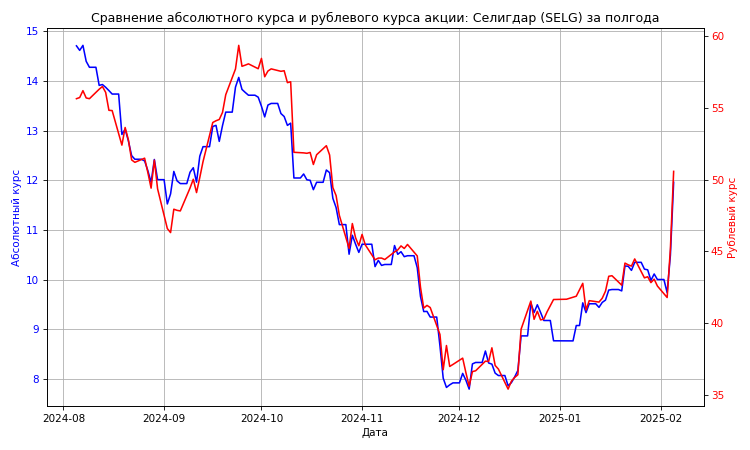 Сравнение абсолютного курса и рублевого курса акции: Селигдар (SELG) за полгода
Абсолютный курс
15
14
13
12
11
10
9
8
60
55
50
45
40
35
Рублевый курс
2024-08 2024-09 2024-10 2024-11 2024-12 2025-01 2025-02
Дата